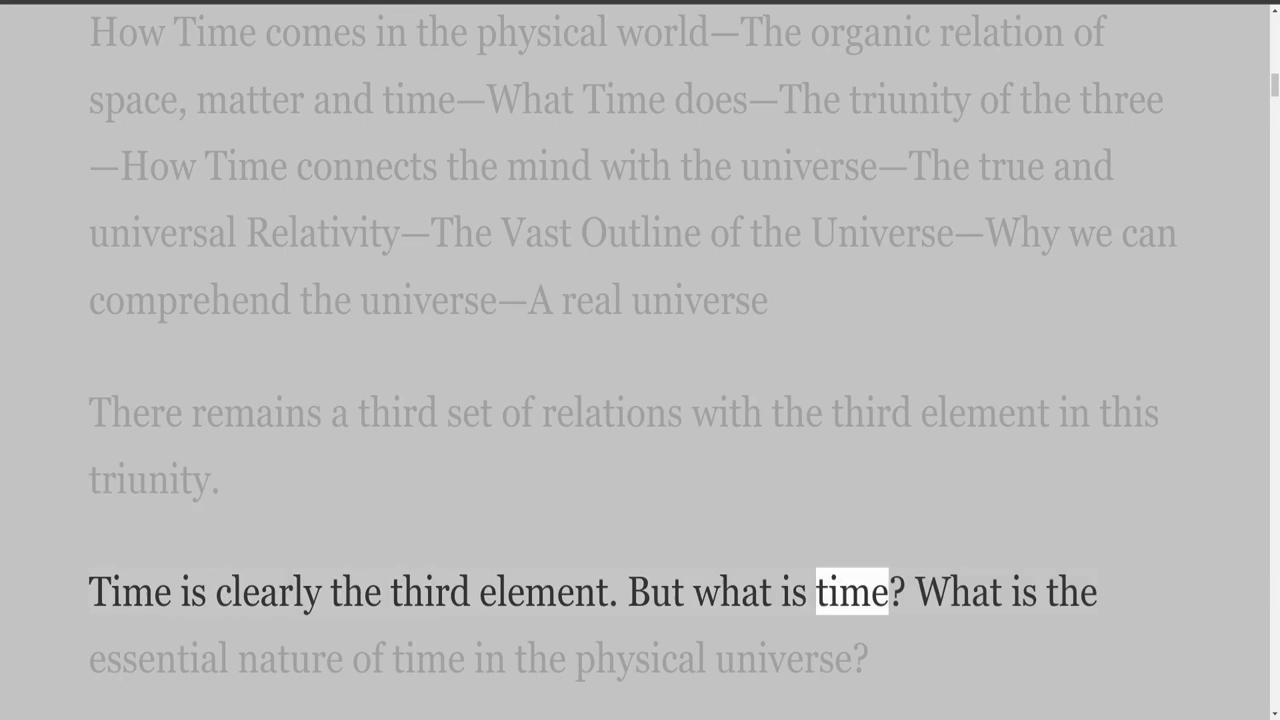 How Time comes in the physical world—The organic relation of
space, matter and time—What Time does—The triunity of the three
—How Time connects the mind with the universe—The true and
universal Relativity—The Vast Outline of the Universe—Why we can
comprehend the universe—A real universe
There remains a third set of relations with the third element in this
triunity.
Time is clearly the third element. But what is time? What is the
essential nature of time in the physical universe?